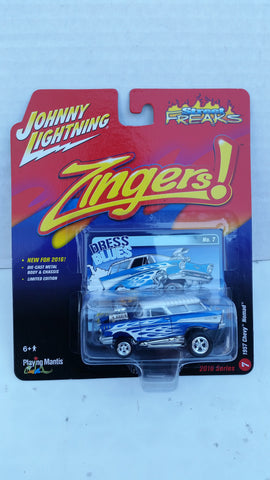 JOHNNY
LIGHTNING
Street
FREAKS
Zingers!
• NEW FOR 2016!
• DIE-CAST METAL
BODY & CHASSIS
• LIMITED EDITION
DRESS
BLUES
No. 7
6+
Playing Mantis
2016 Series
1957 Chevy Nomad
7